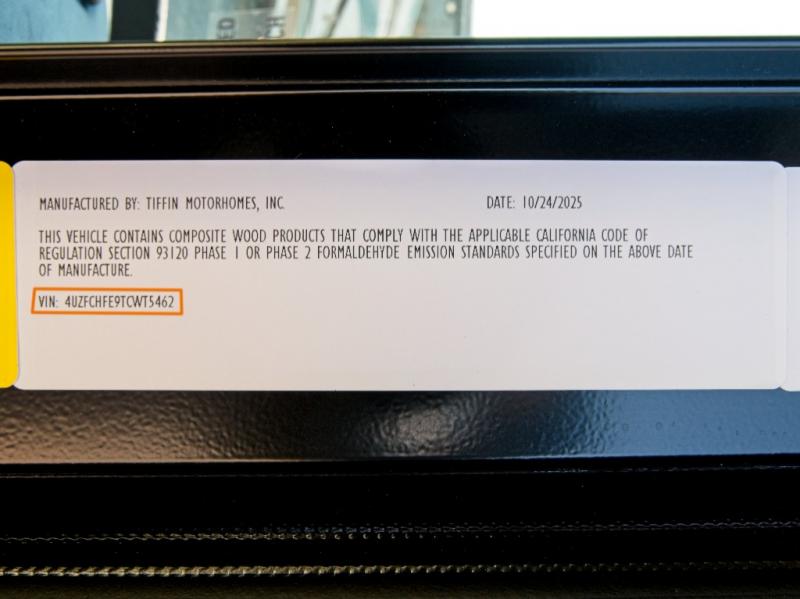 MANUFACTURED BY: TIFFIN MOTORHOMES, INC. DATE: 10/24/2025
THIS VEHICLE CONTAINS COMPOSITE WOOD PRODUCTS THAT COMPLY WITH THE APPLICABLE CALIFORNIA CODE OF
REGULATION SECTION 93120 PHASE 1 OR PHASE 2 FORMALDEHYDE EMISSION STANDARDS SPECIFIED ON THE ABOVE DATE
OF MANUFACTURE.
VIN: 4UZFCHFE9TCWT5462